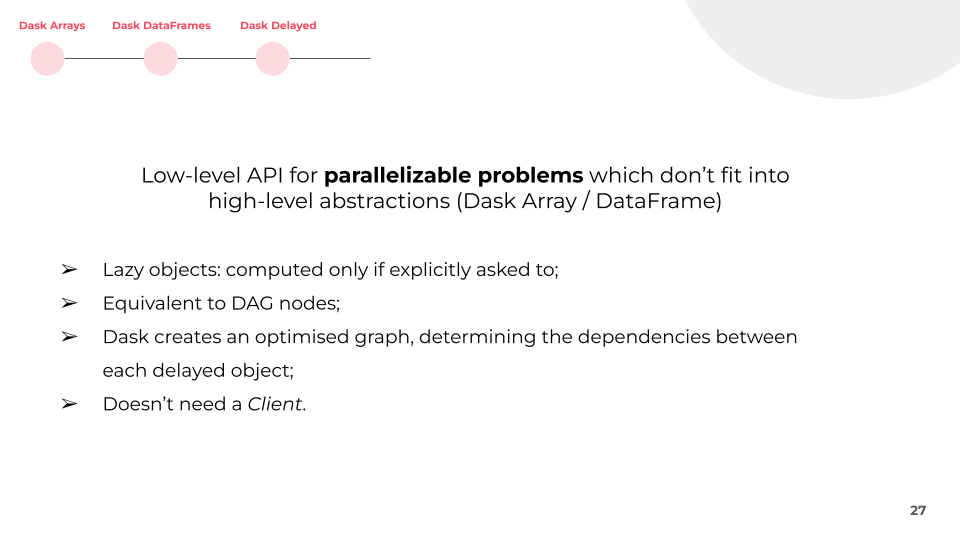 Dask Arrays Dask DataFrames Dask Delayed
Low-level API for parallelizable problems which don’t fit into
high-level abstractions (Dask Array / DataFrame)
➢ Lazy objects: computed only if explicitly asked to;
➢ Equivalent to DAG nodes;
➢ Dask creates an optimised graph, determining the dependencies between
each delayed object;
➢ Doesn’t need a Client.
27